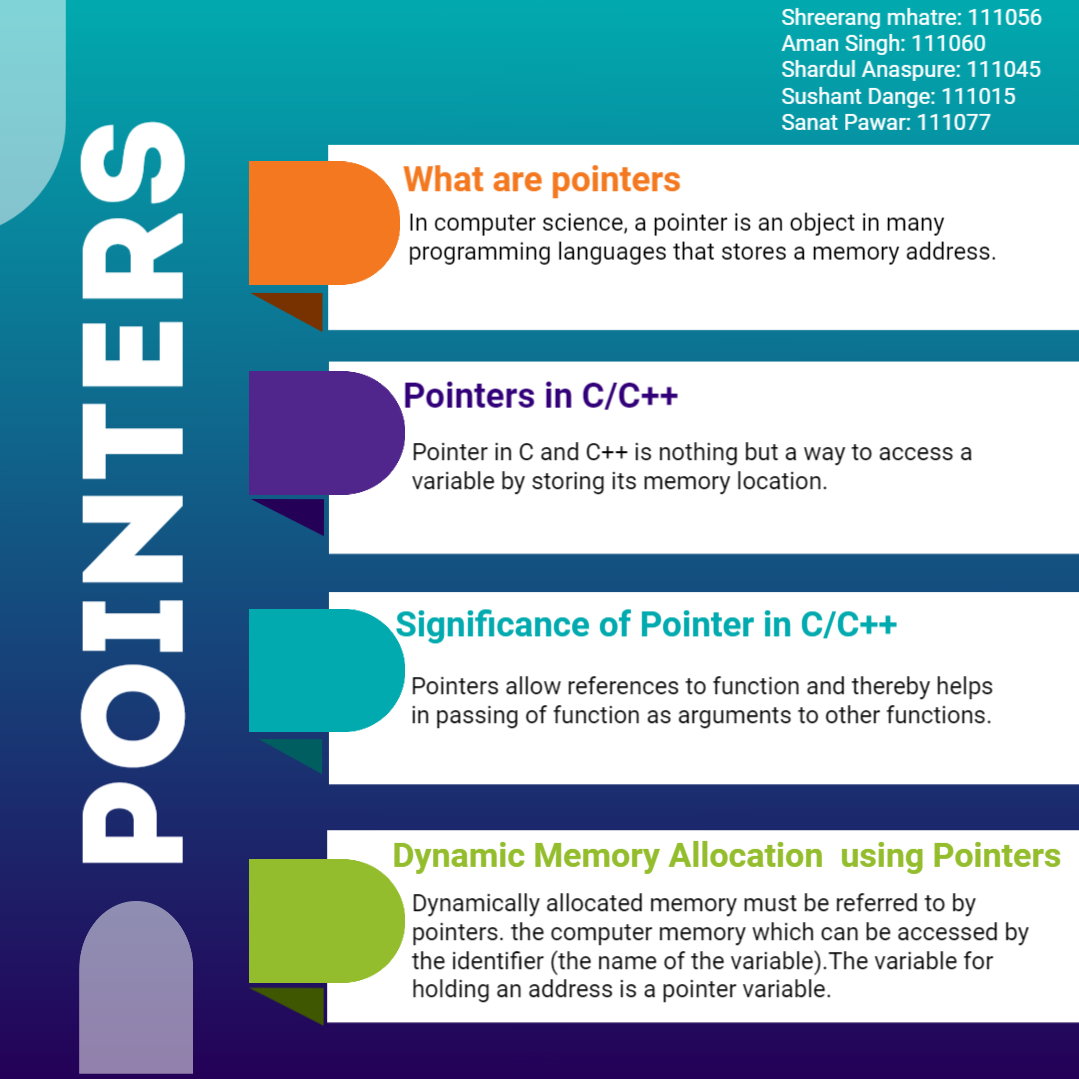 Shreerang mhatre: 111056
Aman Singh: 111060
Shardul Anaspure: 111045
Sushant Dange: 111015
Sanat Pawar: 111077
POINTERS
What are pointers
In computer science, a pointer is an object in many
programming languages that stores a memory address.
Pointers in C/C++
Pointer in C and C++ is nothing but a way to access a
variable by storing its memory location.
Significance of Pointer in C/C++
Pointers allow references to function and thereby helps
in passing of function as arguments to other functions.
Dynamic Memory Allocation  using Pointers
Dynamically allocated memory must be referred to by
pointers. the computer memory which can be accessed by
the identifier (the name of the variable).The variable for
holding an address is a pointer variable.